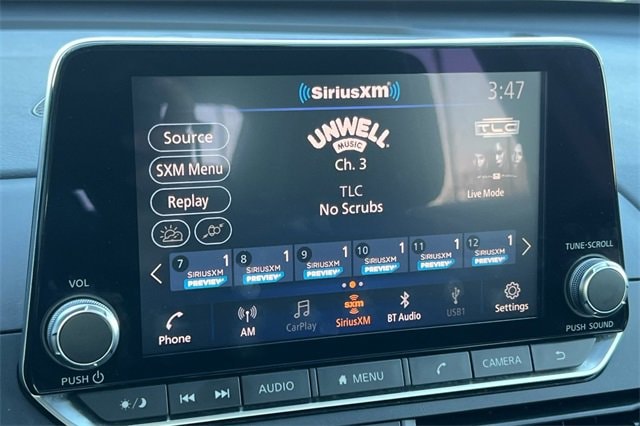 SiriusXM
3:47
Source
SXM Menu
Replay
UNWELL
MUSIC
Ch. 3
TLC
No Scrubs
TLC
Live Mode
7 1 SIRIUSXM PREVIEW
8 1 SIRIUSXM PREVIEW
9 1 SIRIUSXM PREVIEW
10 1 SIRIUSXM PREVIEW
11 1 SIRIUSXM PREVIEW
12 1 SIRIUSXM PREVIEW
Phone
AM
CarPlay
sxm
SiriusXM
BT Audio
USB1
Settings
VOL
PUSH
TUNE·SCROLL
PUSH SOUND
AUDIO
MENU
CAMERA